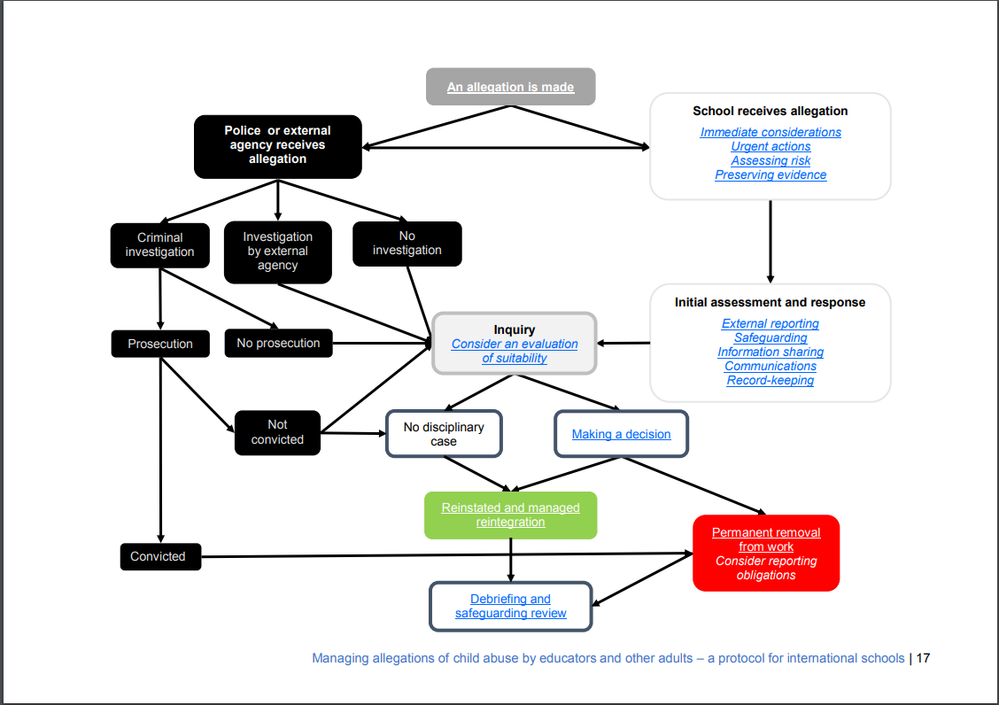 An allegation is made
Police or external
agency receives
allegation
School receives allegation
Immediate considerations
Urgent actions
Assessing risk
Preserving evidence
Criminal
investigation
Investigation
by external
agency
No
investigation
Initial assessment and response
External reporting
Safeguarding
Information sharing
Communications
Record-keeping
Prosecution
No prosecution
Inquiry
Consider an evaluation
of suitability
Not
convicted
No disciplinary
case
Making a decision
Reinstated and managed
reintegration
Permanent removal
from work
Consider reporting
obligations
Convicted
Debriefing and
safeguarding review
Managing allegations of child abuse by educators and other adults – a protocol for international schools | 17